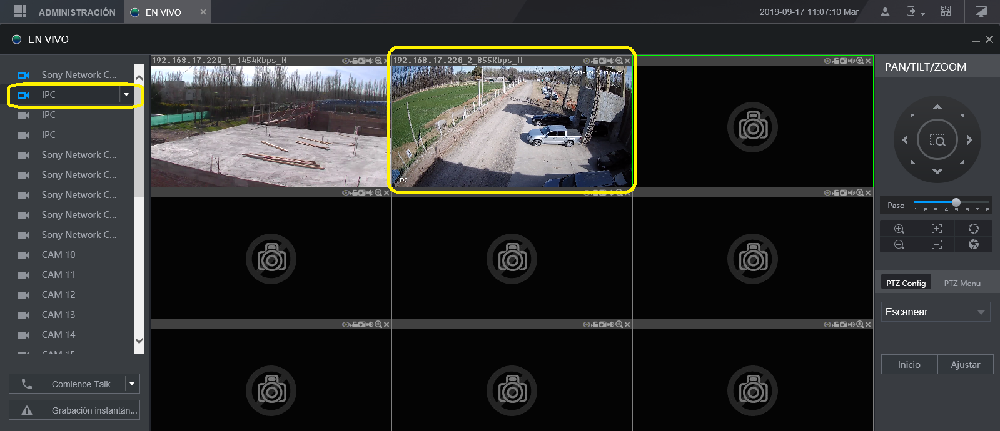 ADMINISTRACIÓN
EN VIVO
2019-09-17 11:07:10 Mar
EN VIVO
Sony Network C...
IPC
IPC
IPC
Sony Network C...
Sony Network C...
Sony Network C...
Sony Network C...
Sony Network C...
CAM 10
CAM 11
CAM 12
CAM 13
CAM 14
CAM 15
Comience Talk
Grabación instantán...
192.168.17.220_1_1454Kbps_M
192.168.17.220_2_855Kbps_M
IPC
PAN/TILT/ZOOM
Paso
1 2 3 4 5 6 7 8
PTZ Config
PTZ Menu
Escanear
Inicio
Ajustar